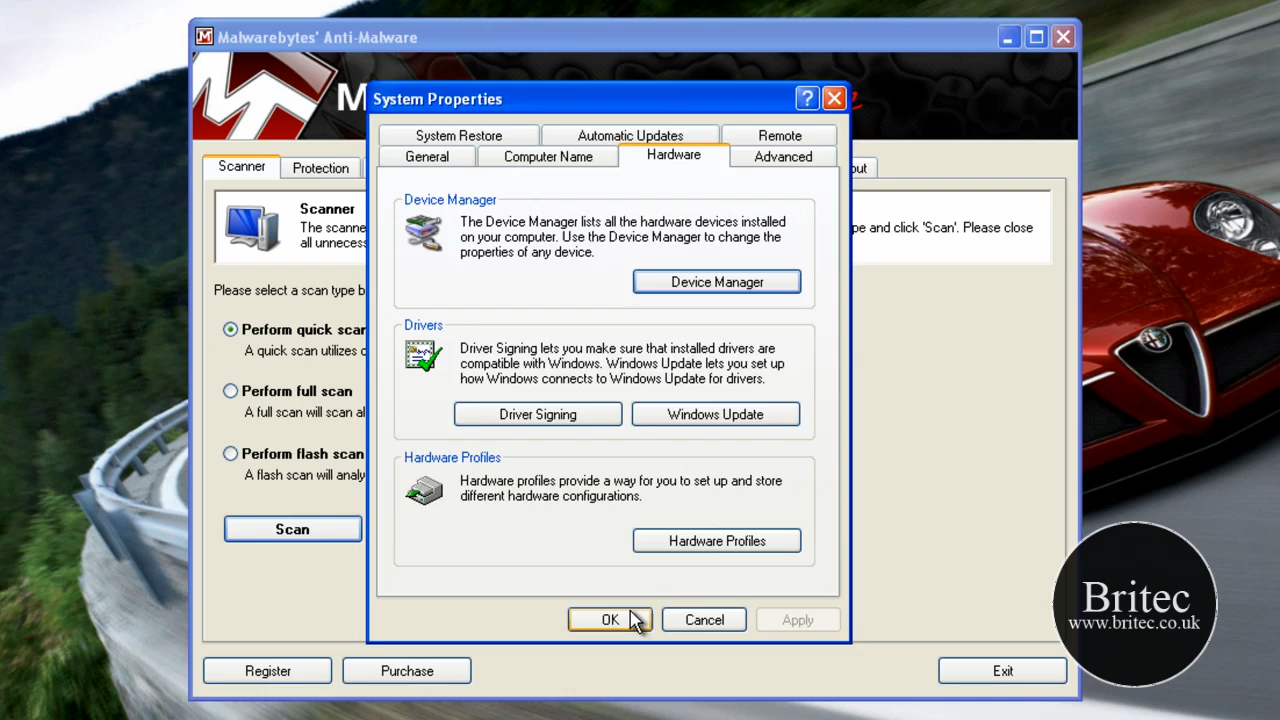 Malwarebytes' Anti-Malware
M
System Properties
System Restore
Automatic Updates
Remote
General
Computer Name
Hardware
Advanced
Scanner
Protection
out
Scanner
The scanne
pe and click 'Scan'. Please close
all unnecess
Please select a scan type b
Perform quick scan
A quick scan utilizes
Perform full scan
A full scan will scan al
Perform flash scan
A flash scan will analy
Scan
Device Manager
The Device Manager lists all the hardware devices installed
on your computer. Use the Device Manager to change the
properties of any device.
Device Manager
Drivers
Driver Signing lets you make sure that installed drivers are
compatible with Windows. Windows Update lets you set up
how Windows connects to Windows Update for drivers.
Driver Signing
Windows Update
Hardware Profiles
Hardware profiles provide a way for you to set up and store
different hardware configurations.
Hardware Profiles
OK
Cancel
Apply
Register
Purchase
Exit
Britec
www.britec.co.uk